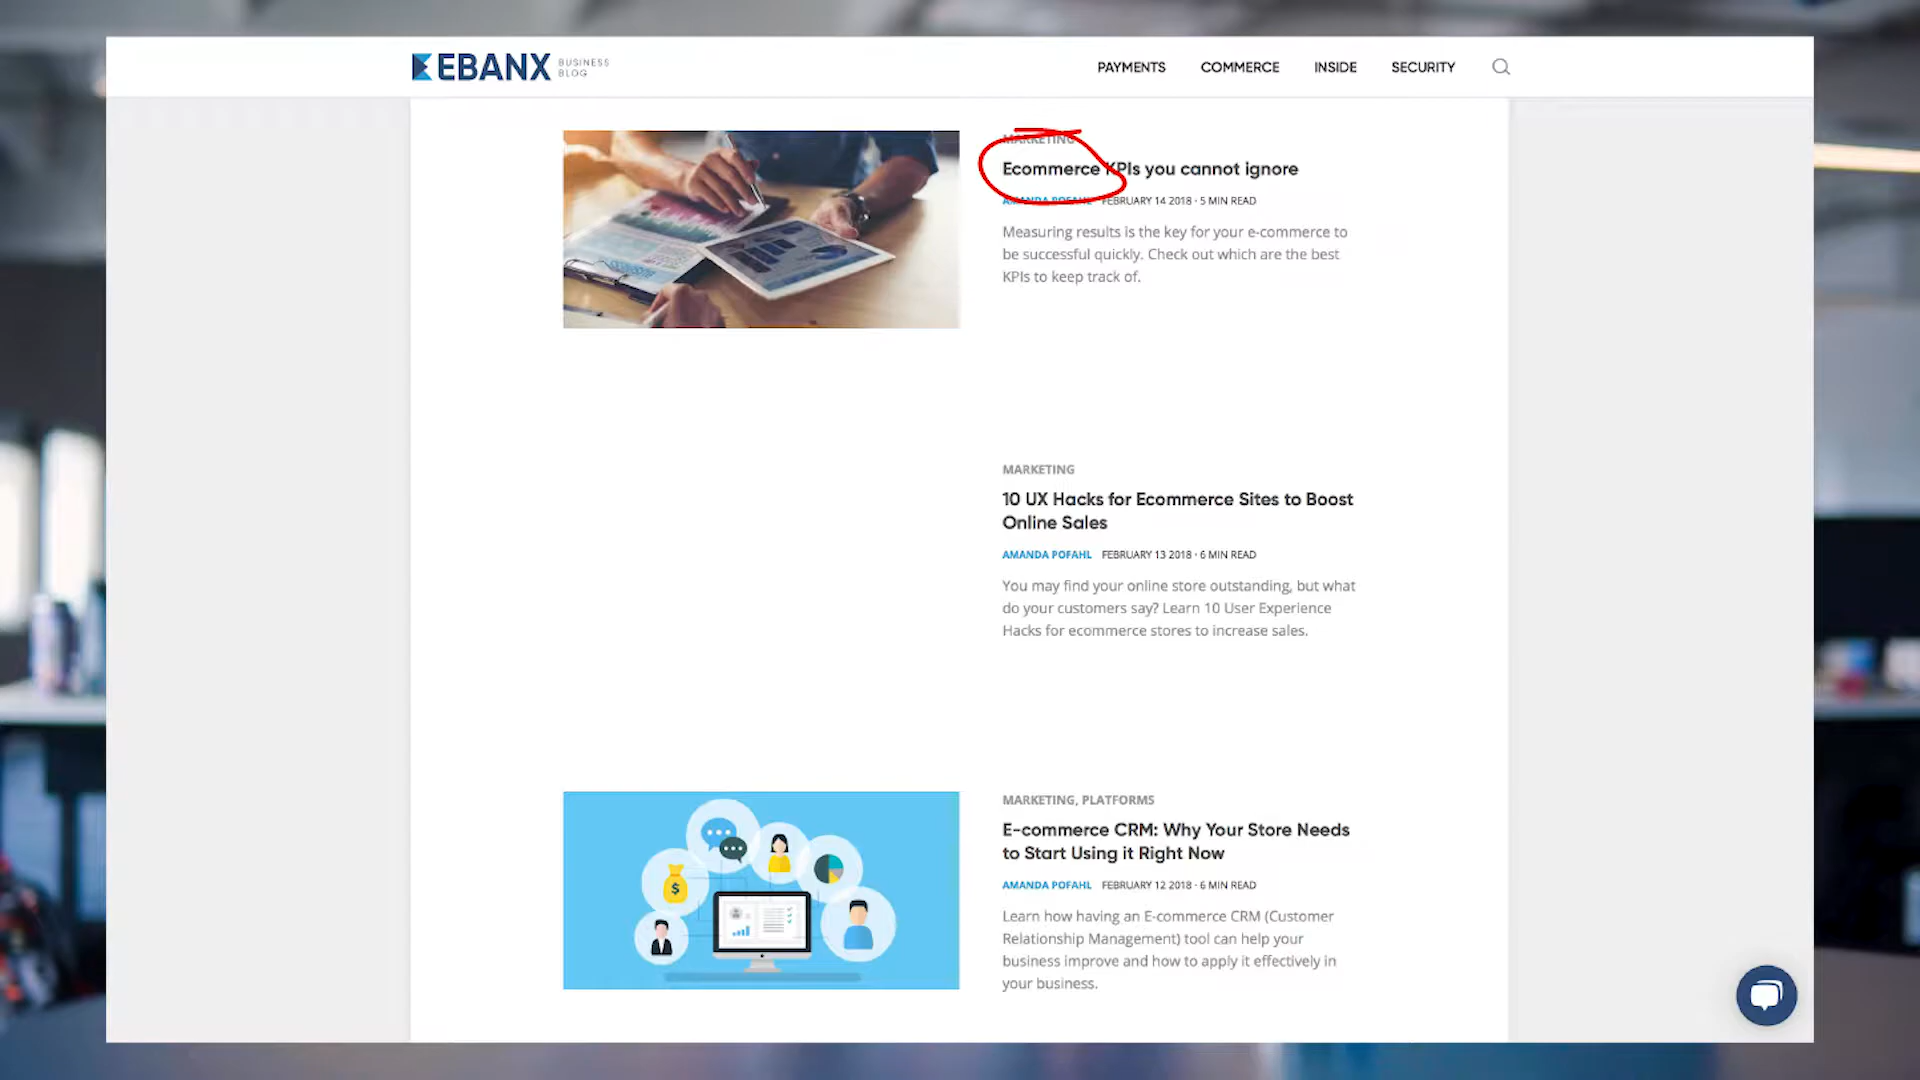 EBANX BUSINESS BLOG
PAYMENTS COMMERCE INSIDE SECURITY
MARKETING
Ecommerce KPIs you cannot ignore
AMANDA POFAHL FEBRUARY 14 2018 · 5 MIN READ
Measuring results is the key for your e-commerce to
be successful quickly. Check out which are the best
KPIs to keep track of.
MARKETING
10 UX Hacks for Ecommerce Sites to Boost
Online Sales
AMANDA POFAHL FEBRUARY 13 2018 · 6 MIN READ
You may find your online store outstanding, but what
do your customers say? Learn 10 User Experience
Hacks for ecommerce stores to increase sales.
MARKETING, PLATFORMS
E-commerce CRM: Why Your Store Needs
to Start Using it Right Now
AMANDA POFAHL FEBRUARY 12 2018 · 6 MIN READ
Learn how having an E-commerce CRM (Customer
Relationship Management) tool can help your
business improve and how to apply it effectively in
your business.